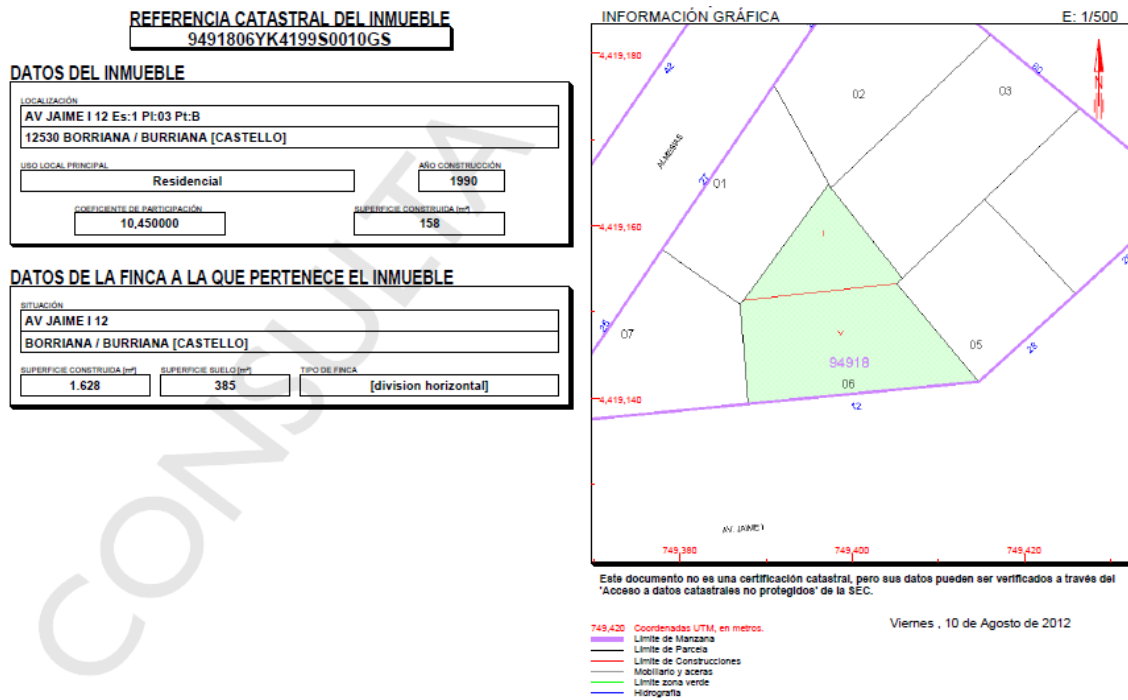 REFERENCIA CATASTRAL DEL INMUEBLE
9491806YK4199S0010GS
DATOS DEL INMUEBLE
LOCALIZACIÓN
AV JAIME I 12 Es:1 Pl:03 Pt:B
12530 BORRIANA / BURRIANA [CASTELLO]
USO LOCAL PRINCIPAL
Residencial
AÑO CONSTRUCCIÓN
1990
COEFICIENTE DE PARTICIPACIÓN
10,450000
SUPERFICIE CONSTRUIDA [m²]
158
DATOS DE LA FINCA A LA QUE PERTENECE EL INMUEBLE
SITUACIÓN
AV JAIME I 12
BORRIANA / BURRIANA [CASTELLO]
SUPERFICIE CONSTRUIDA [m²]
1.628
SUPERFICIE SUELO [m²]
385
TIPO DE FINCA
[division horizontal]
CONSULTA
INFORMACIÓN GRÁFICA
E: 1/500
4,419,180
42
02
03
N
01
27
4,419,160
I
25
07
V
94918
05
28
06
4,419,140
12
AV. JAIME I
749,380
749,400
749,420
Este documento no es una certificación catastral, pero sus datos pueden ser verificados a través del
'Acceso a datos catastrales no protegidos' de la SEC.
749,420 Coordenadas UTM, en metros.
Límite de Manzana
Límite de Parcela
Límite de Construcciones
Mobiliario y aceras
Límite zona verde
Hidrografía
Viernes , 10 de Agosto de 2012